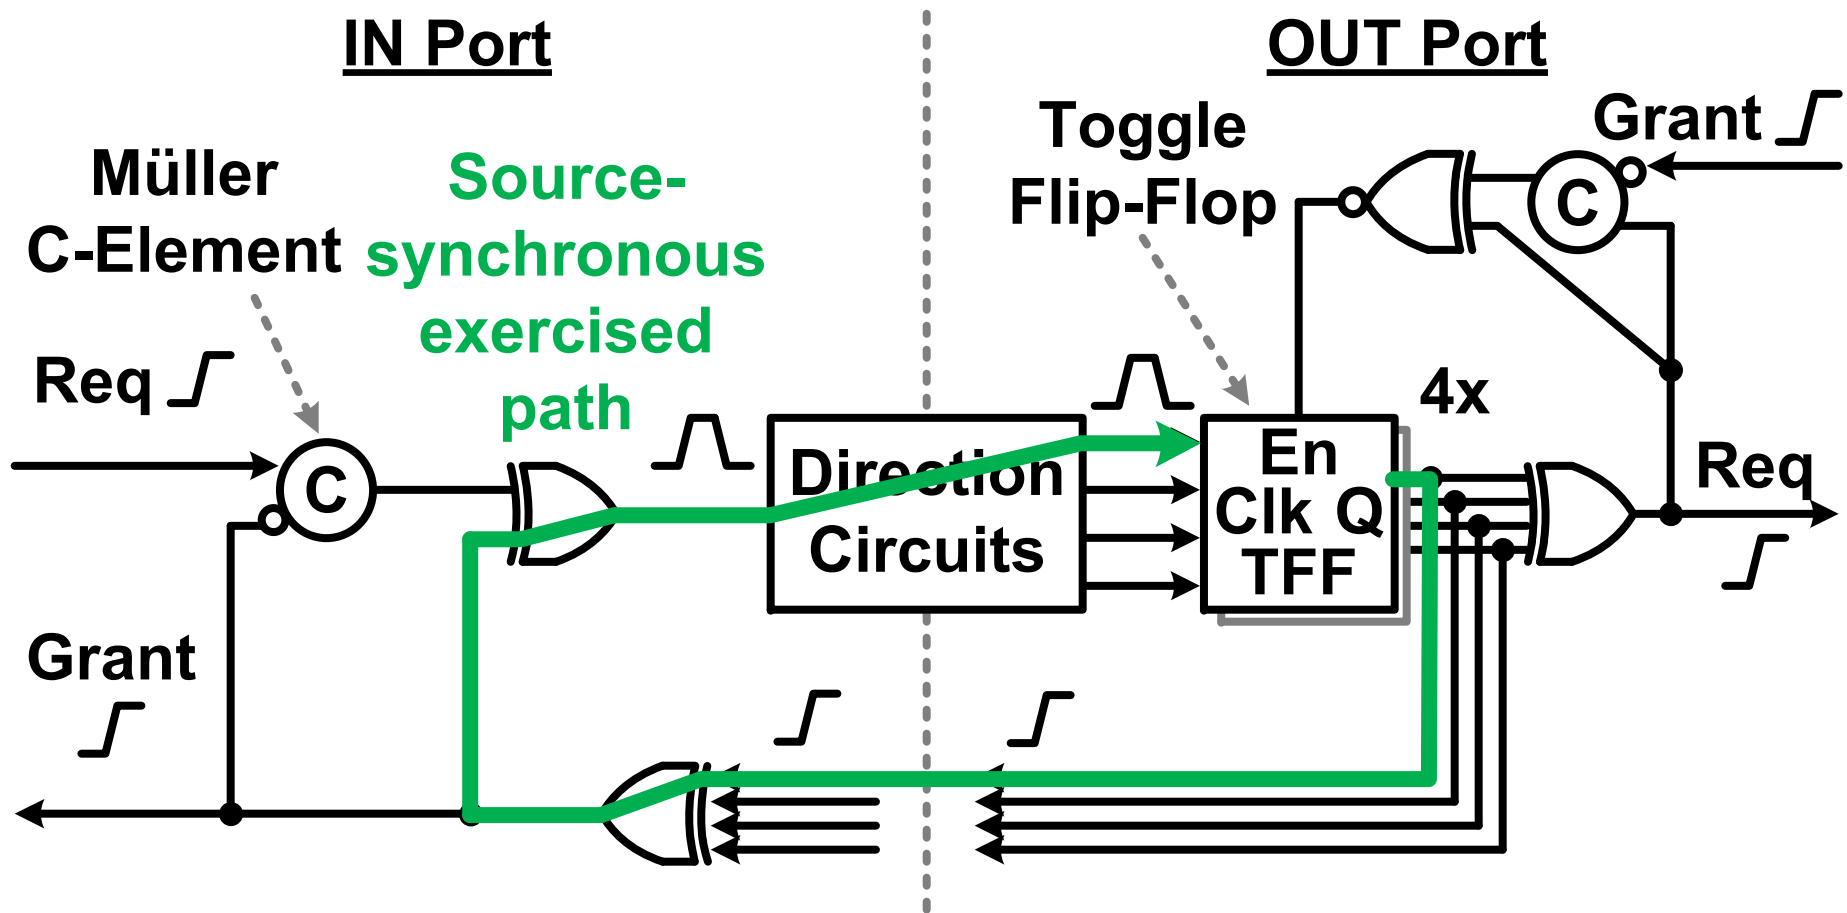 IN Port
OUT Port
Müller
C-Element
Source-
synchronous
exercised
path
Toggle
Flip-Flop
Grant
C
Req
C
Direction
Circuits
4x
En
Clk Q
TFF
Req
Grant